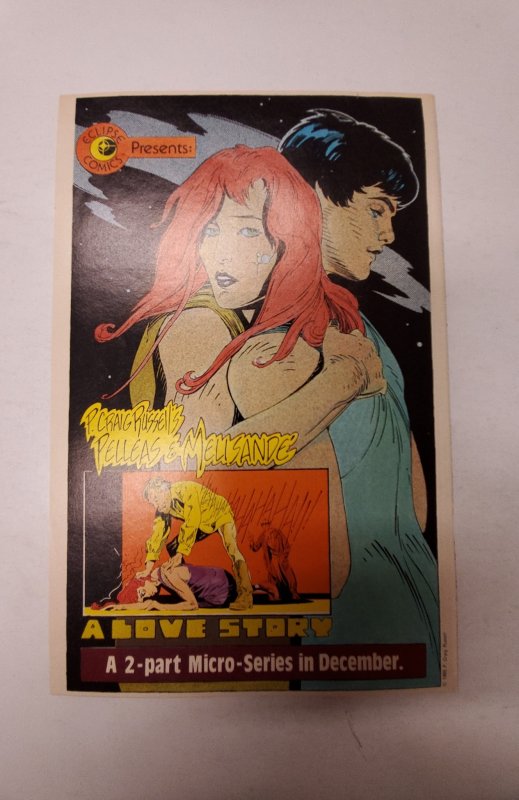 ECLIPSE COMICS Presents:
P. CRAIG RUSSELL'S
PELLEAS & MELISANDE
A LOVE STORY
A 2-part Micro-Series in December.